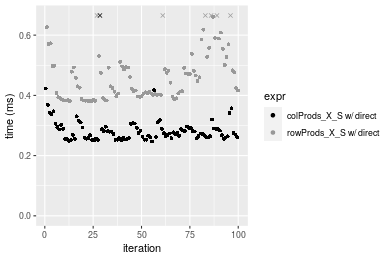 0.6
0.4
0.2
0.0
time (ms)
0
25
50
75
100
iteration
expr
colProds_X_S w/ direct
rowProds_X_S w/ direct